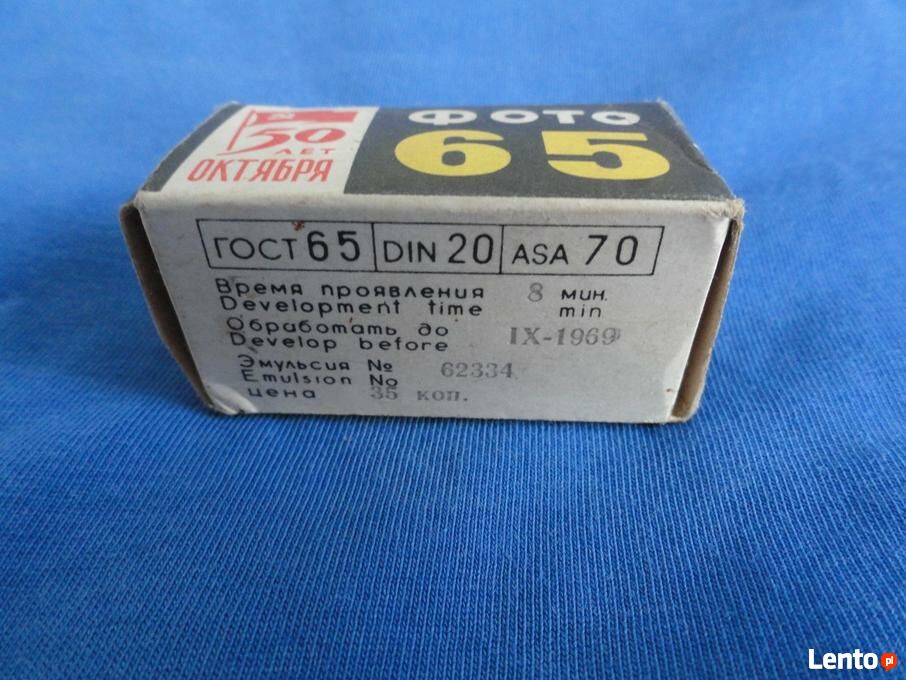 50
ЛЕТ
ОКТЯБРЯ
ФОТО
65
ГОСТ 65 DIN 20 ASA 70
Время проявления 8 мин.
Development time min
Обработать до IX-1969
Develop before
Эмульсия № 62334
Emulsion No
цена 35 коп.
Lento.pl